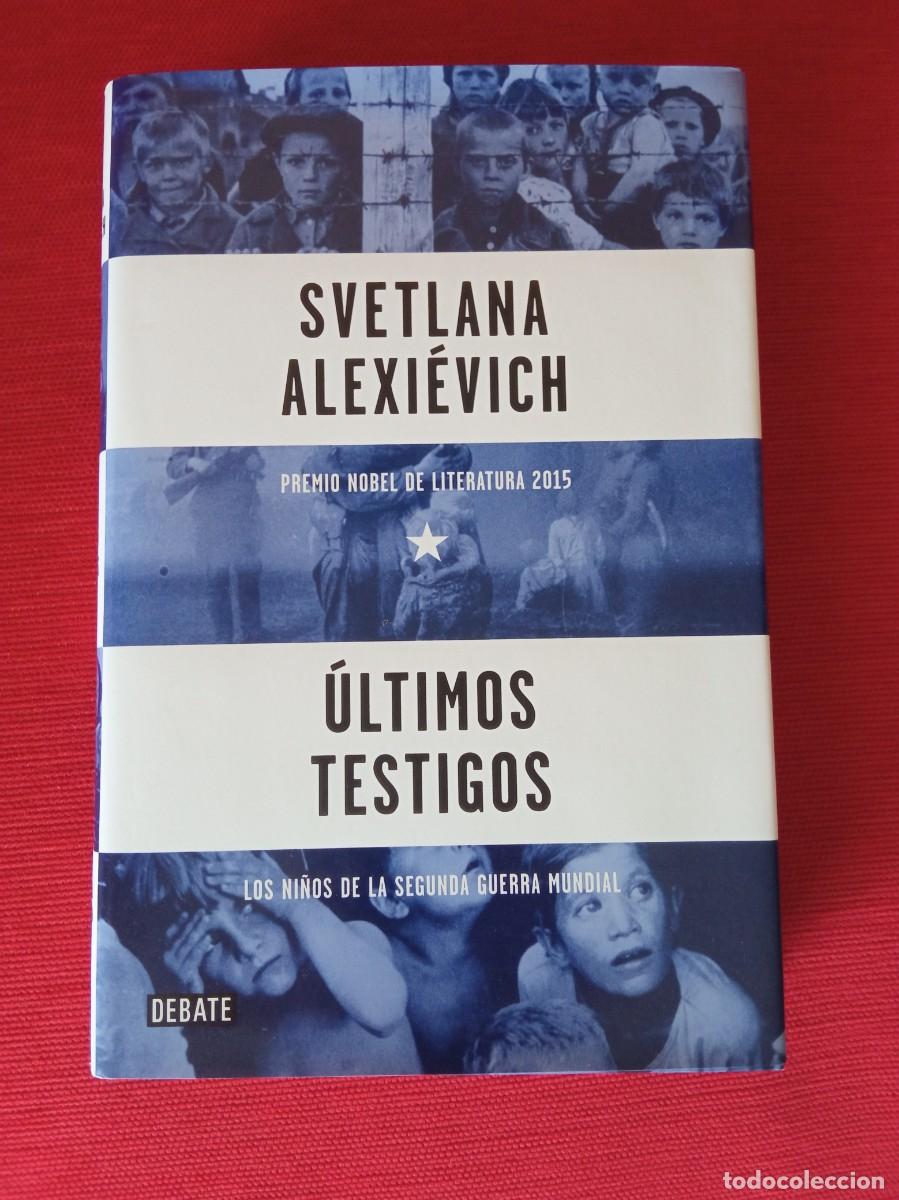 SVETLANA
ALEXIÉVICH
PREMIO NOBEL DE LITERATURA 2015
ÚLTIMOS
TESTIGOS
LOS NIÑOS DE LA SEGUNDA GUERRA MUNDIAL
DEBATE
todocoleccion